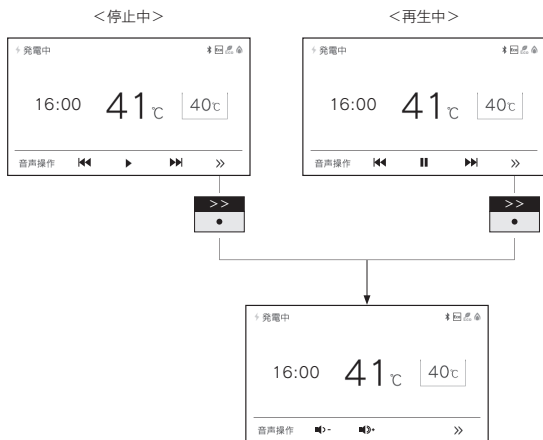 <停止中>
<再生中>
発電中
16:00 41℃ 40℃
音声操作 ⏮ ▶ ⏭ »
発電中
16:00 41℃ 40℃
音声操作 ⏮ ⏸ ⏭ »
>>
>>
発電中
16:00 41℃ 40℃
音声操作 - + »